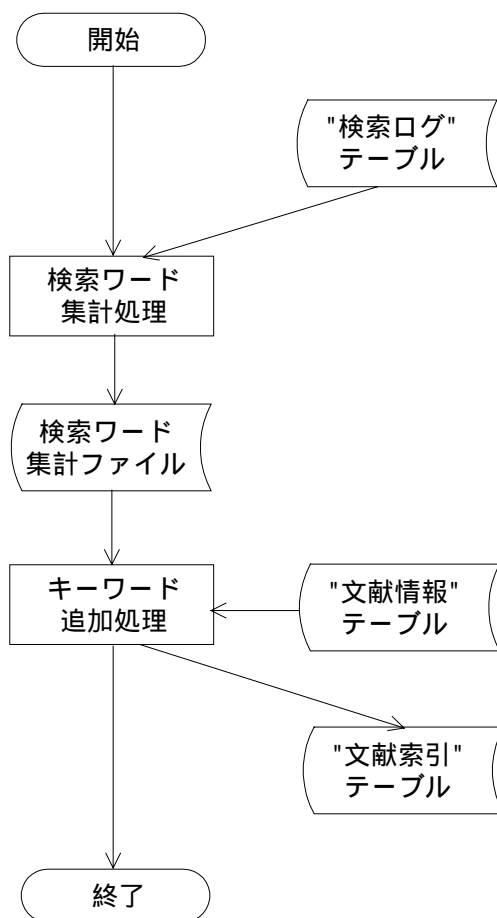 開始
"検索ログ"
テーブル
検索ワード
集計処理
検索ワード
集計ファイル
キーワード
追加処理
"文献情報"
テーブル
"文献索引"
テーブル
終了